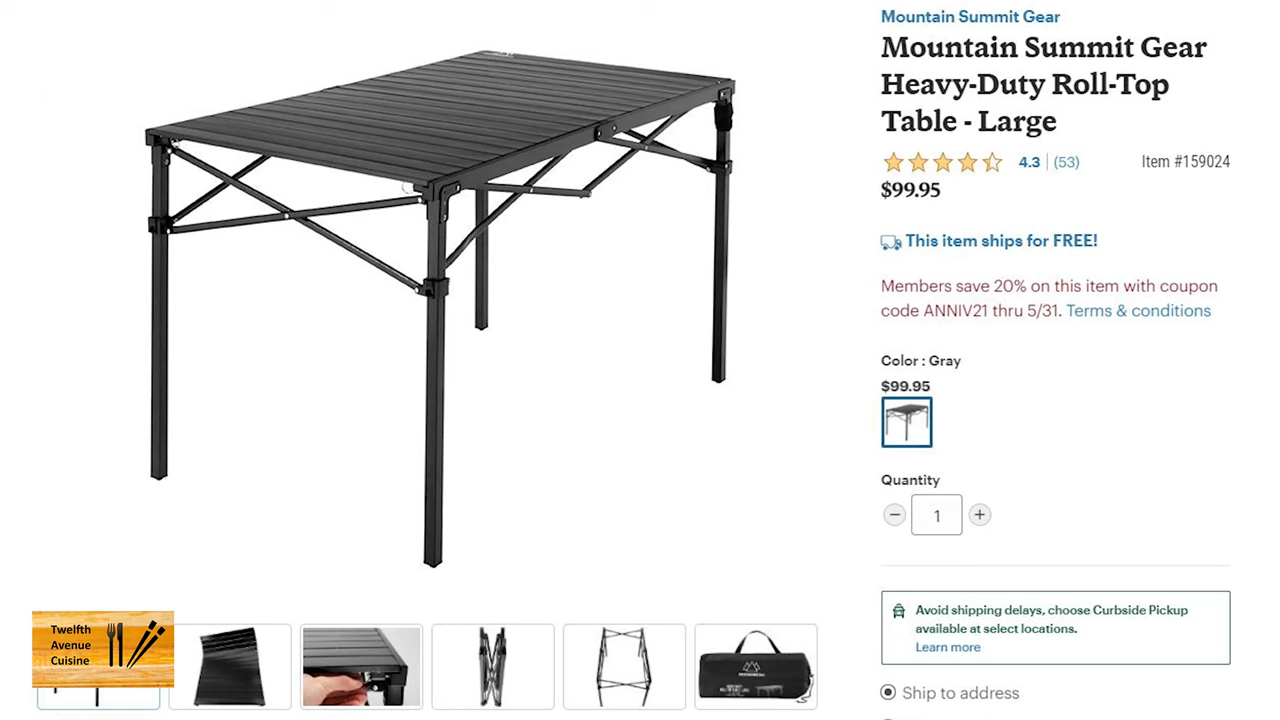 Mountain Summit Gear
Mountain Summit Gear
Heavy-Duty Roll-Top
Table - Large
4.3 (53)
Item #159024
$99.95
This item ships for FREE!
Members save 20% on this item with coupon
code ANNIV21 thru 5/31. Terms & conditions
Color : Gray
$99.95
Quantity
1
Avoid shipping delays, choose Curbside Pickup
available at select locations.
Learn more
Ship to address
Twelfth
Avenue
Cuisine